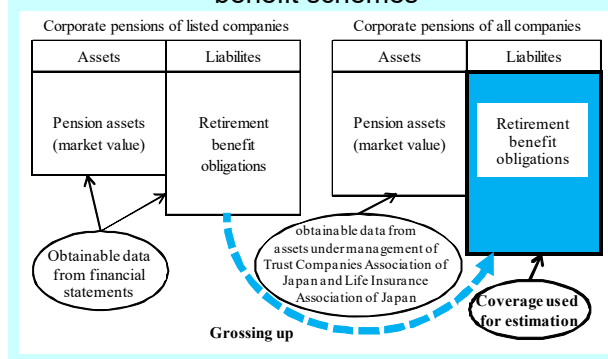 benefit schemes
Corporate pensions of listed companies
Corporate pensions of all companies
Assets
Liabilites
Assets
Liabilites
Pension assets
(market value)
Retirement
benefit
obligations
Pension assets
(market value)
Retirement
benefit
obligations
Obtainable data
from financial
statements
obtainable data from
assets under management of
Trust Companies Association of
Japan and Life Insurance
Association of Japan
Coverage used
for estimation
Grossing up